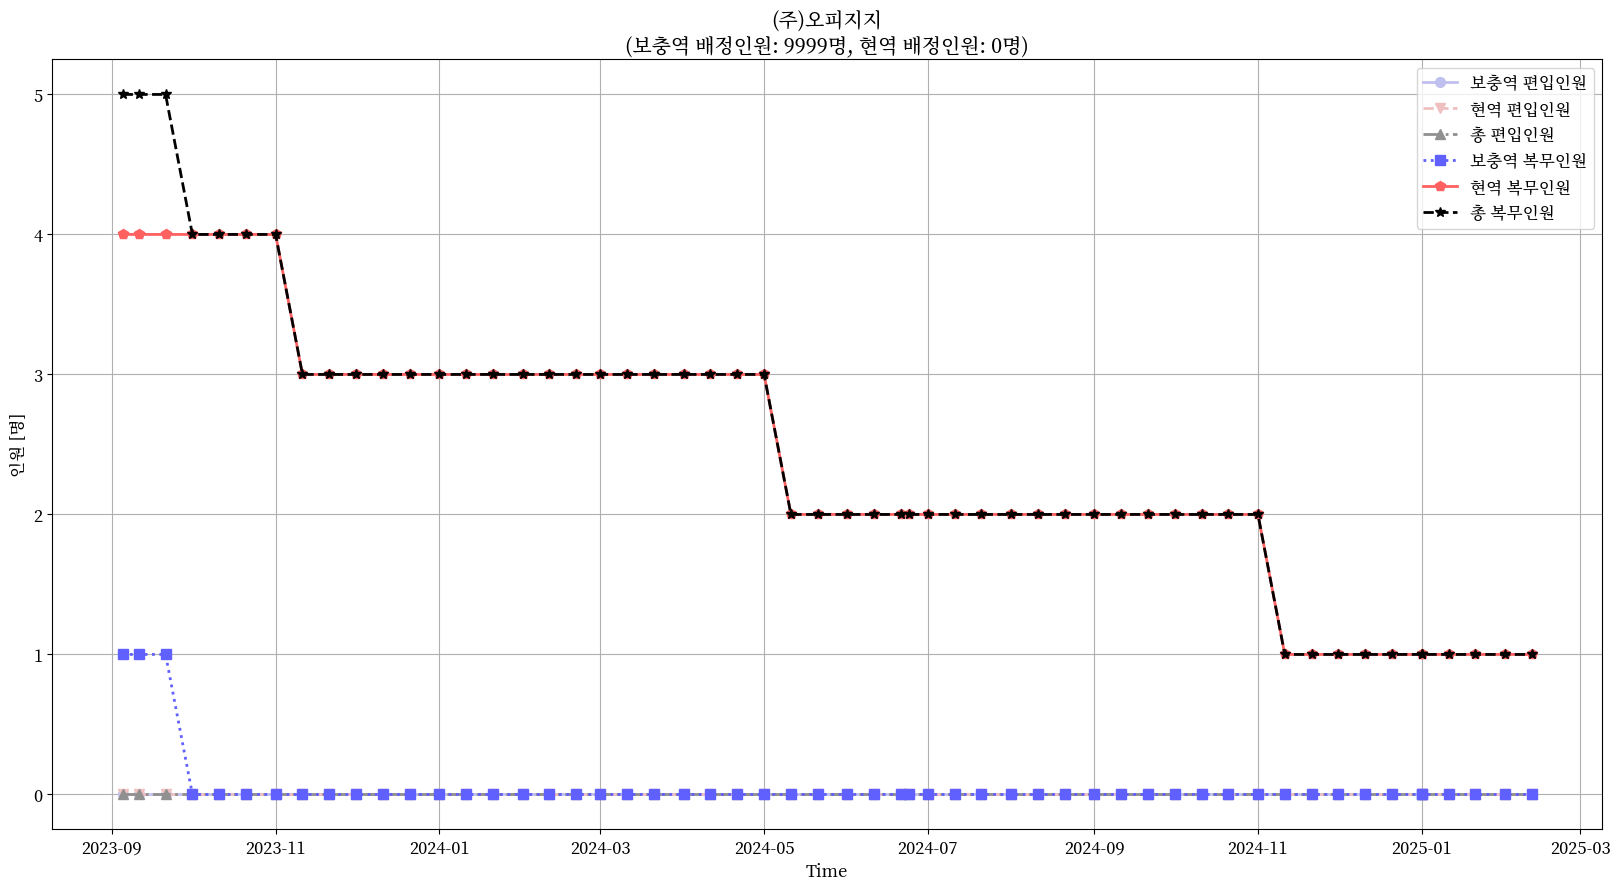 (주)오피지지
(보충역 배정인원: 9999명, 현역 배정인원: 0명)
보충역 편입인원
현역 편입인원
총 편입인원
보충역 복무인원
현역 복무인원
총 복무인원
인원 [명]
5
4
3
2
1
0
2023-09
2023-11
2024-01
2024-03
2024-05
2024-07
2024-09
2024-11
2025-01
2025-03
Time